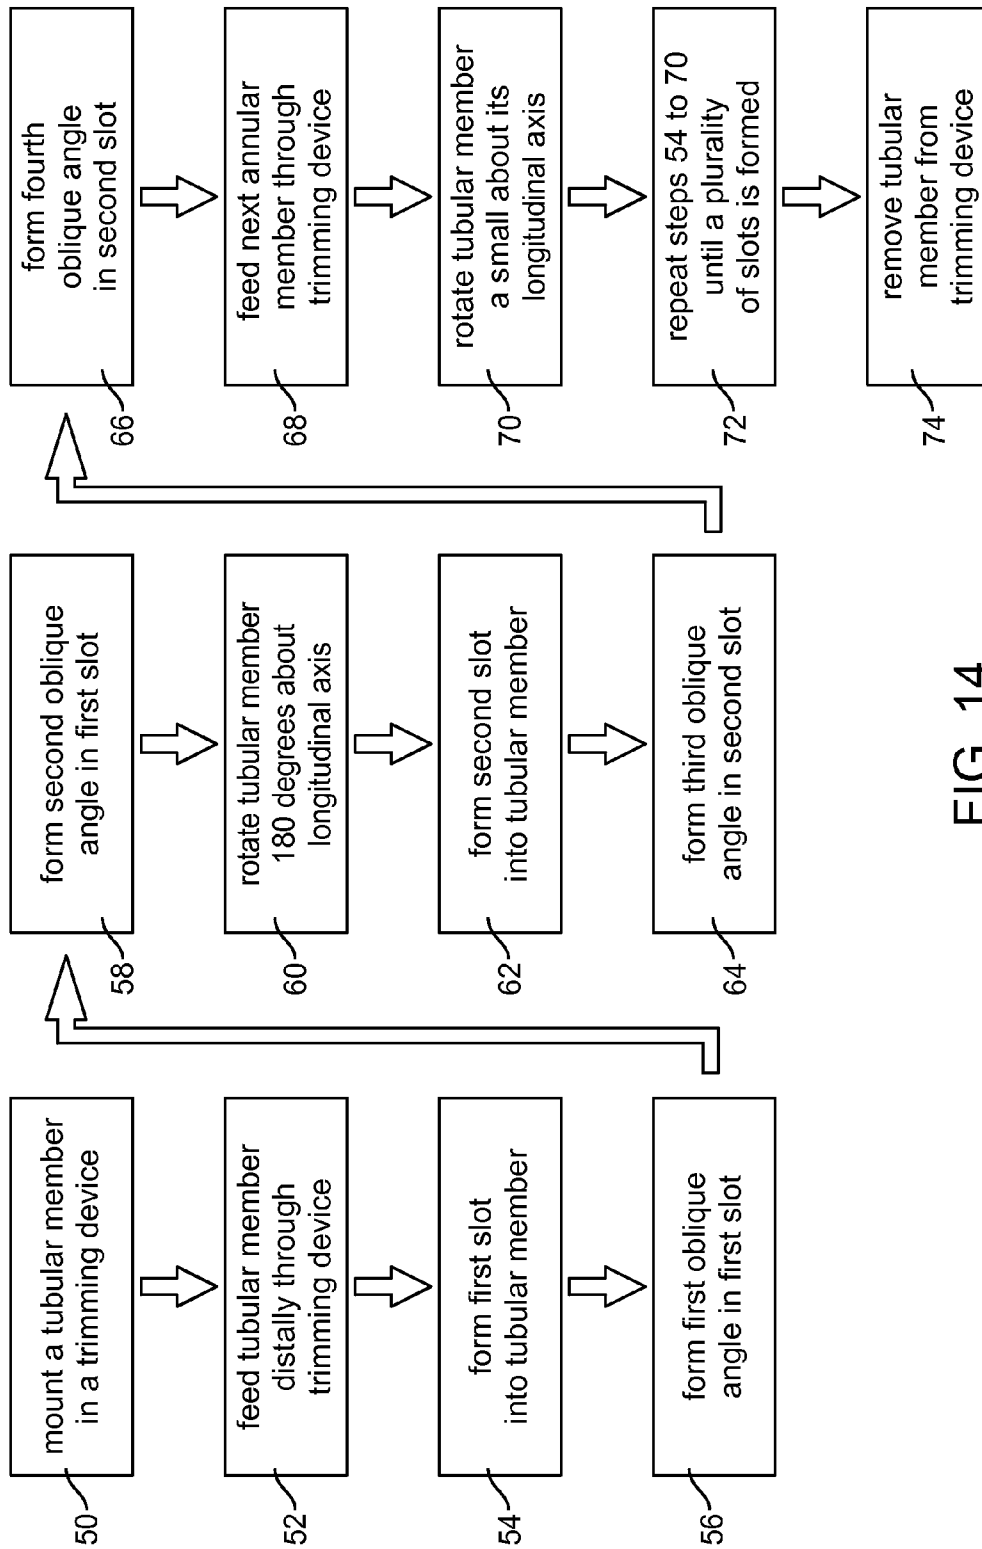 mount a tubular member
in a trimming device
50
feed tubular member
distally through
trimming device
52
form first slot
into tubular member
54
form first oblique
angle in first slot
56
form second oblique
angle in first slot
58
rotate tubular member
180 degrees about
longitudinal axis
60
form second slot
into tubular member
62
form third oblique
angle in second slot
64
form fourth
oblique angle
in second slot
66
feed next annular
member through
trimming device
68
rotate tubular member
a small about its
longitudinal axis
70
repeat steps 54 to 70
until a plurality
of slots is formed
72
remove tubular
member from
trimming device
74
FIG 14